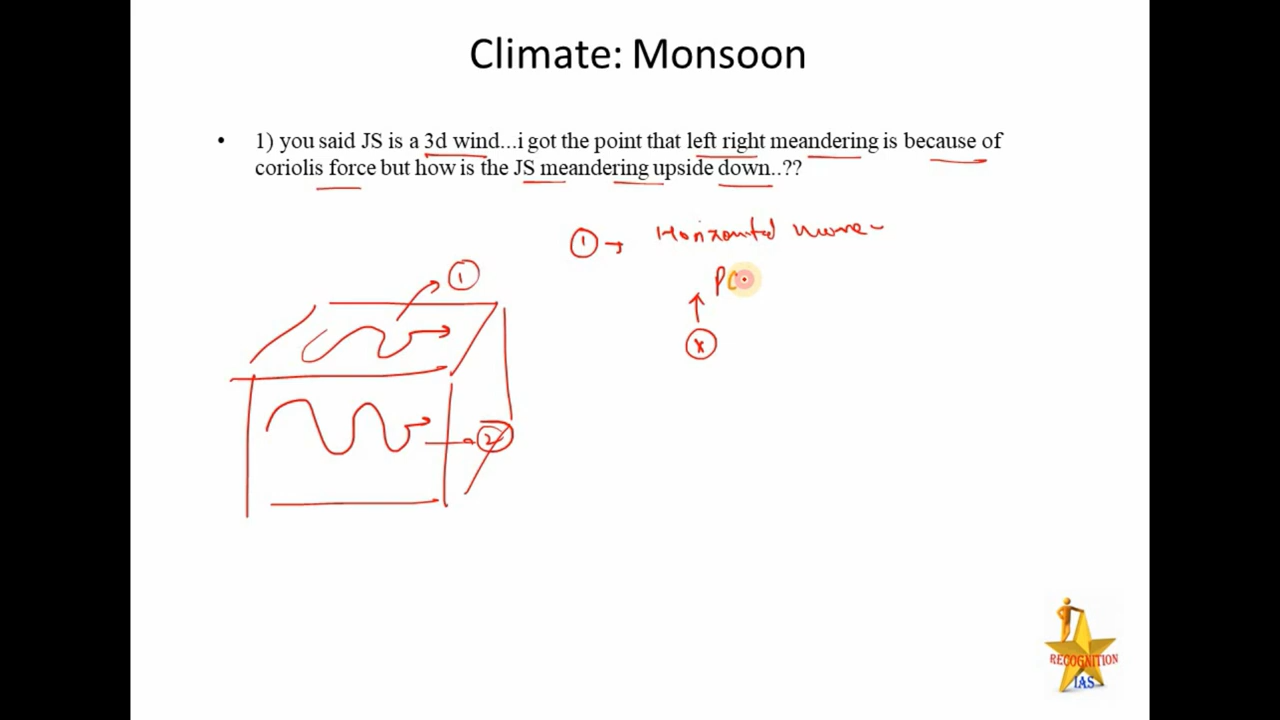 Climate: Monsoon
• 1) you said JS is a 3d wind...i got the point that left right meandering is because of
coriolis force but how is the JS meandering upside down..??
1 → Horizontal
1
PC
x
2
RECOGNITION
IAS